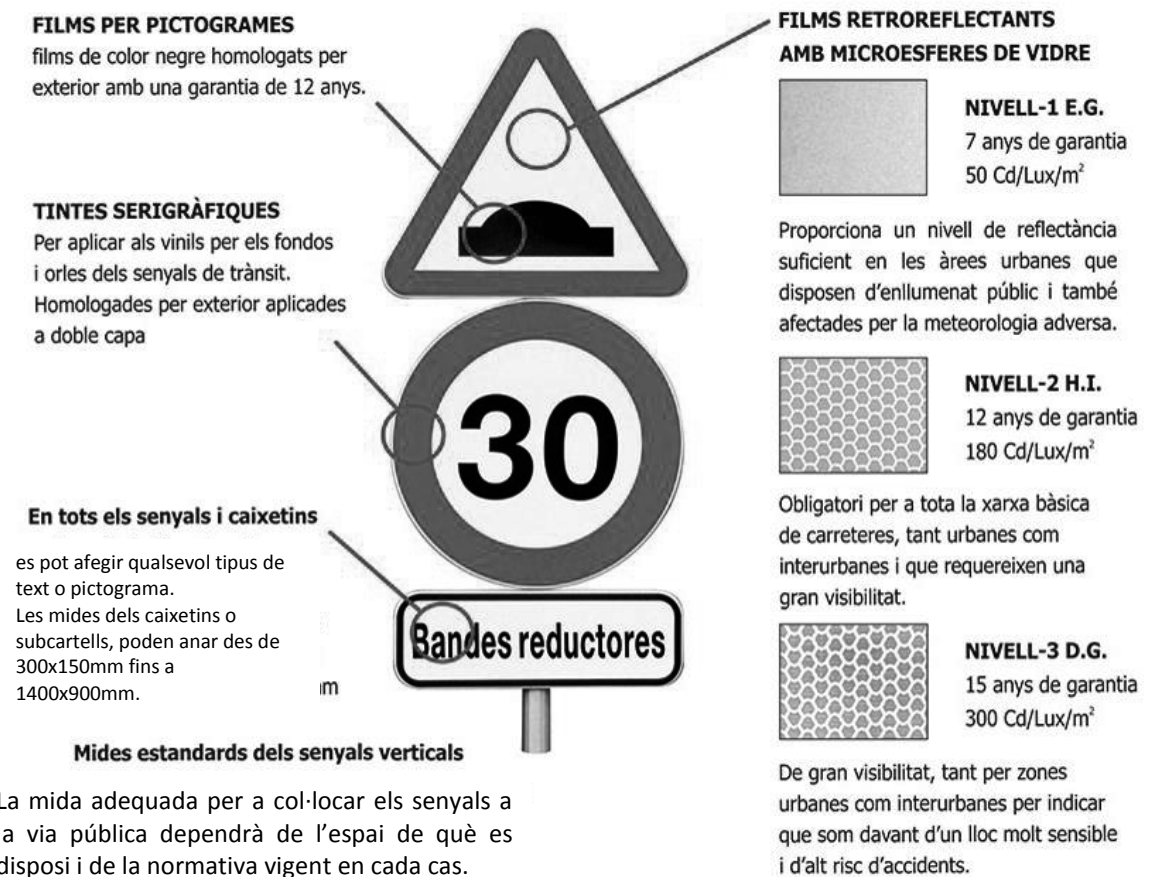 FILMS PER PICTOGRAMES
films de color negre homologats per
exterior amb una garantia de 12 anys.
TINTES SERIGRÀFIQUES
Per aplicar als vinils per els fondos
i orles dels senyals de trànsit.
Homologades per exterior aplicades
a doble capa
En tots els senyals i caixetins
es pot afegir qualsevol tipus de
text o pictograma.
Les mides dels caixetins o
subcartells, poden anar des de
300x150mm fins a
1400x900mm.
30
Bandes reductores
Mides estandards dels senyals verticals
La mida adequada per a col·locar els senyals a
la via pública dependrà de l’espai de què es
disposi i de la normativa vigent en cada cas.
FILMS RETROREFLECTANTS
AMB MICROESFERES DE VIDRE
NIVELL-1 E.G.
7 anys de garantia
50 Cd/Lux/m²
Proporciona un nivell de reflectància
suficient en les àrees urbanes que
disposen d’enllumenat públic i també
afectades per la meteorologia adversa.
NIVELL-2 H.I.
12 anys de garantia
180 Cd/Lux/m²
Obligatori per a tota la xarxa bàsica
de carreteres, tant urbanes com
interurbanes i que requereixen una
gran visibilitat.
NIVELL-3 D.G.
15 anys de garantia
300 Cd/Lux/m²
De gran visibilitat, tant per zones
urbanes com interurbanes per indicar
que som davant d’un lloc molt sensible
i d’alt risc d’accidents.